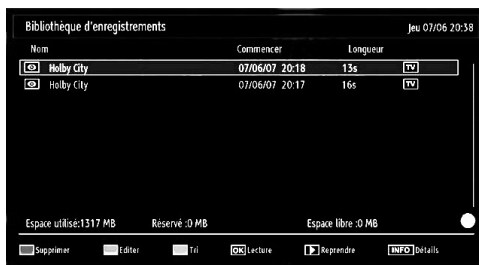 Bibliothèque d'enregistrements Jeu 07/06 20:38
Nom Commencer Longueur
Holby City 07/06/07 20:18 13s TV
Holby City 07/06/07 20:17 16s TV
Espace utilisé:1317 MB Réservé :0 MB Espace libre :0 MB
Supprimer Editer Tri OK Lecture Reprendre INFO Détails